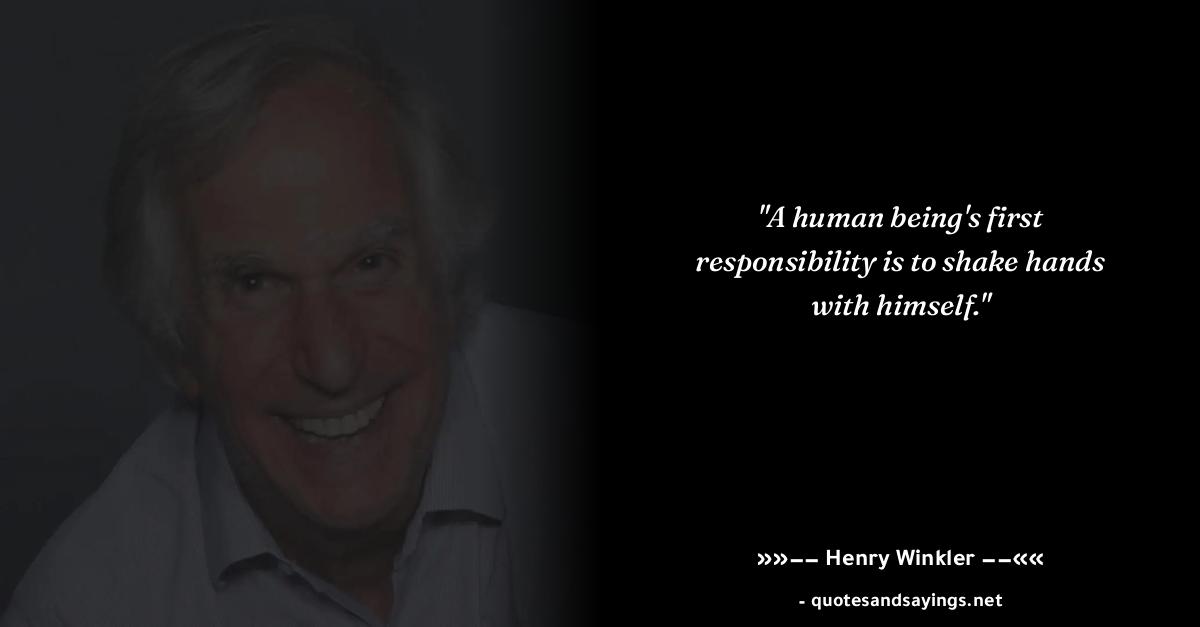 "A human being's first
responsibility is to shake hands
with himself."
»»–– Henry Winkler ––««
- quotesandsayings.net